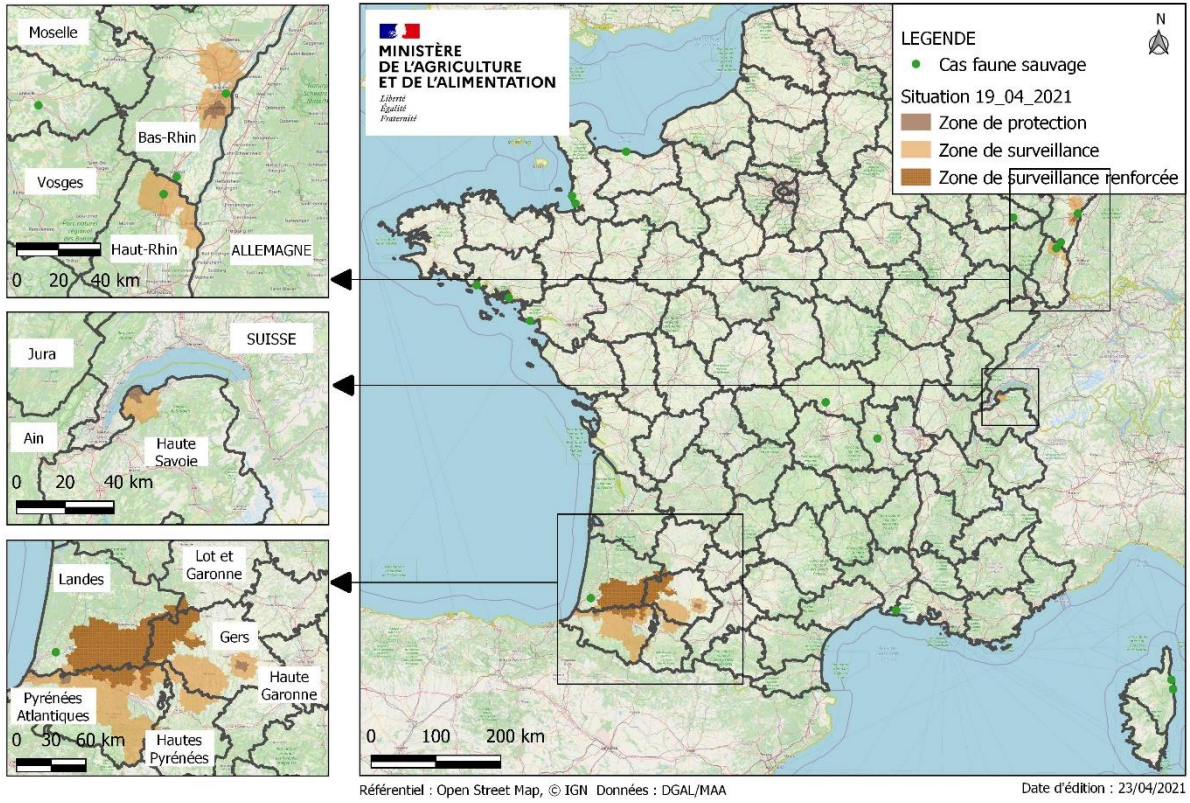 Moselle
Bas-Rhin
Vosges
Haut-Rhin
ALLEMAGNE
0 20 40 km
SUISSE
Jura
Ain
Haute
Savoie
0 20 40 km
Lot et
Garonne
Landes
Gers
Haute
Garonne
Pyrénées
Atlantiques
Hautes
Pyrénées
0 30 60 km
MINISTÈRE
DE L'AGRICULTURE
ET DE L'ALIMENTATION
Liberté
Égalité
Fraternité
N
LEGENDE
Cas faune sauvage
Situation 19_04_2021
Zone de protection
Zone de surveillance
Zone de surveillance renforcée
0 100 200 km
Référentiel : Open Street Map, © IGN Données : DGAL/MAA
Date d'édition : 23/04/2021